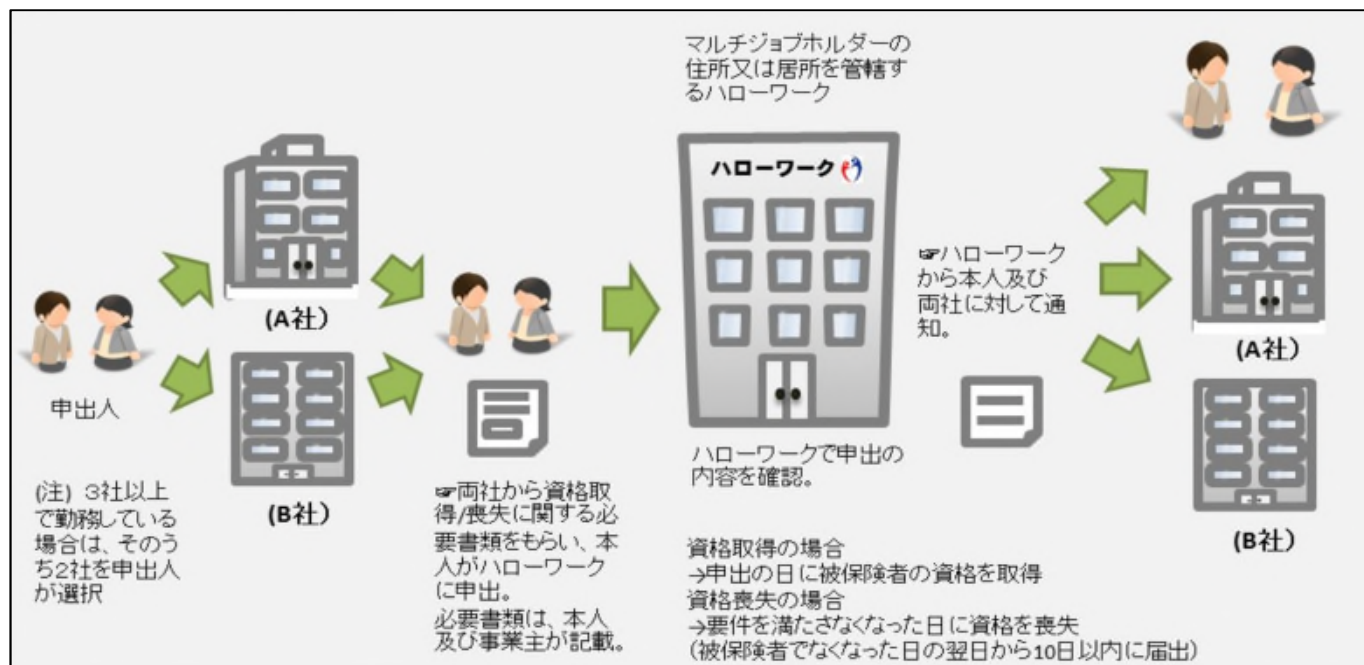 申出人
(注) 3社以上
で勤務している
場合は、そのう
ち2社を申出人
が選択
(A社)
(B社)
☞両社から資格取
得/喪失に関する必
要書類をもらい、本
人がハローワーク
に申出。
必要書類は、本人
及び事業主が記載。
マルチジョブホルダーの
住所又は居所を管轄す
るハローワーク
ハローワーク
ハローワークで申出の
内容を確認。
資格取得の場合
→申出の日に被保険者の資格を取得
資格喪失の場合
→要件を満たさなくなった日に資格を喪失
(被保険者でなくなった日の翌日から10日以内に届出)
☞ハローワーク
から本人及び
両社に対して通
知。
(A社)
(B社)